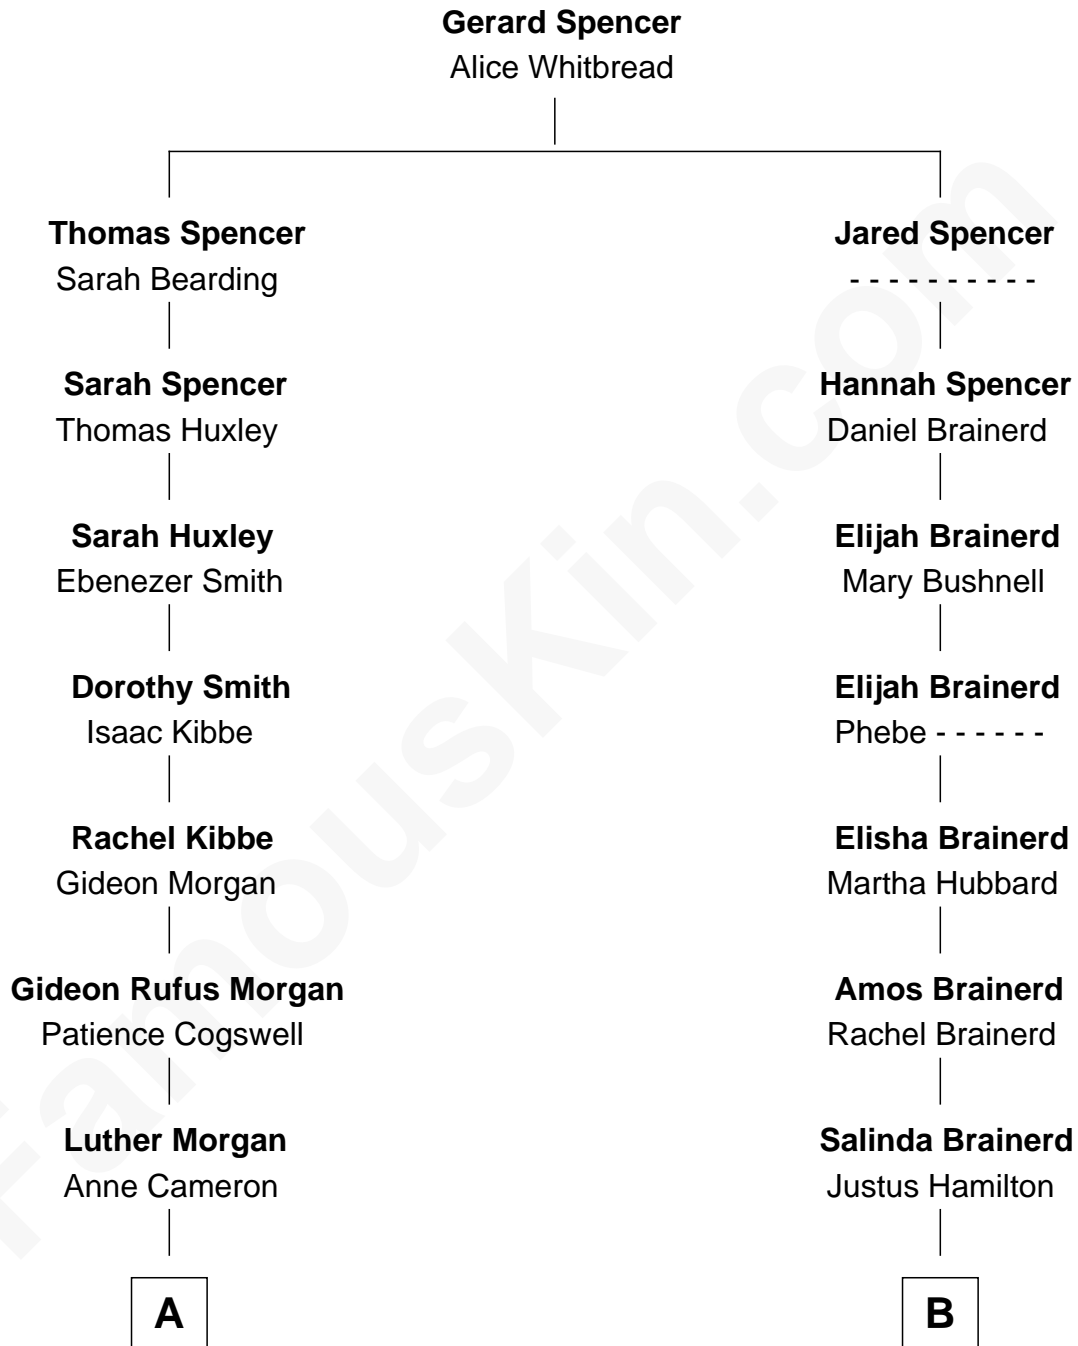 Gerard Spencer
Alice Whitbread
Thomas Spencer
Sarah Bearding
Sarah Spencer
Thomas Huxley
Sarah Huxley
Ebenezer Smith
Dorothy Smith
Isaac Kibbe
Rachel Kibbe
Gideon Morgan
Gideon Rufus Morgan
Patience Cogswell
Luther Morgan
Anne Cameron
A
Jared Spencer
- - - - - - - - - -
Hannah Spencer
Daniel Brainerd
Elijah Brainerd
Mary Bushnell
Elijah Brainerd
Phebe - - - - - -
Elisha Brainerd
Martha Hubbard
Amos Brainerd
Rachel Brainerd
Salinda Brainerd
Justus Hamilton
B
FamousKin.com